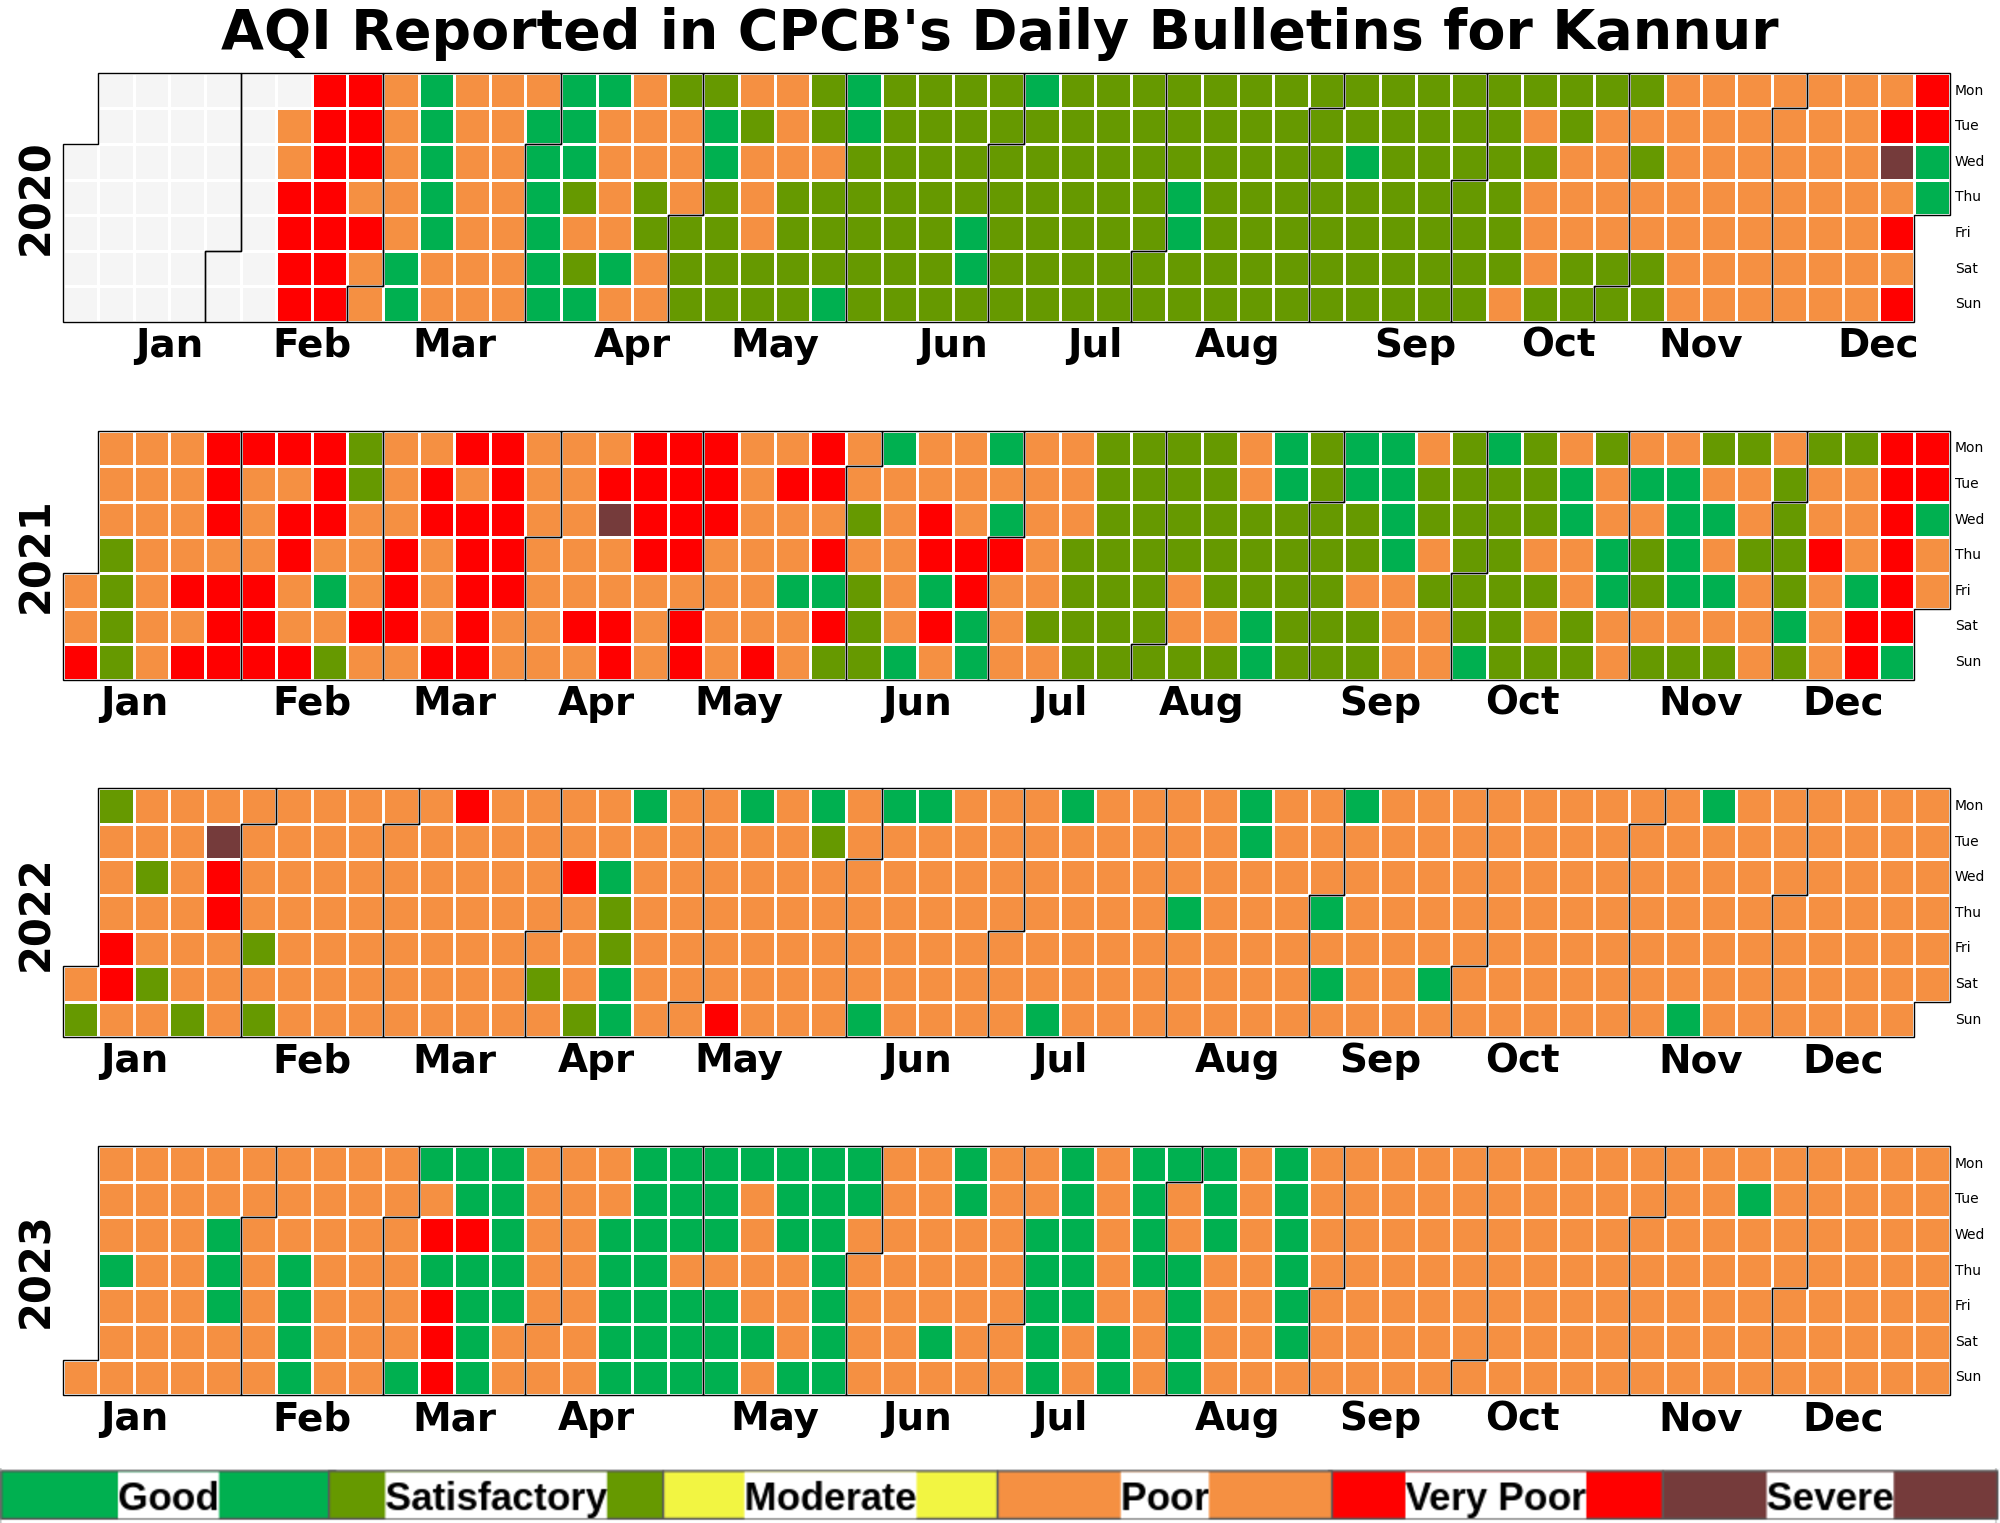 AQI Reported in CPCB's Daily Bulletins for Kannur
2020
Mon
Tue
Wed
Thu
Fri
Sat
Sun
Jan Feb Mar Apr May Jun Jul Aug Sep Oct Nov Dec
2021
Mon
Tue
Wed
Thu
Fri
Sat
Sun
Jan Feb Mar Apr May Jun Jul Aug Sep Oct Nov Dec
2022
Mon
Tue
Wed
Thu
Fri
Sat
Sun
Jan Feb Mar Apr May Jun Jul Aug Sep Oct Nov Dec
2023
Mon
Tue
Wed
Thu
Fri
Sat
Sun
Jan Feb Mar Apr May Jun Jul Aug Sep Oct Nov Dec
Good Satisfactory Moderate Poor Very Poor Severe